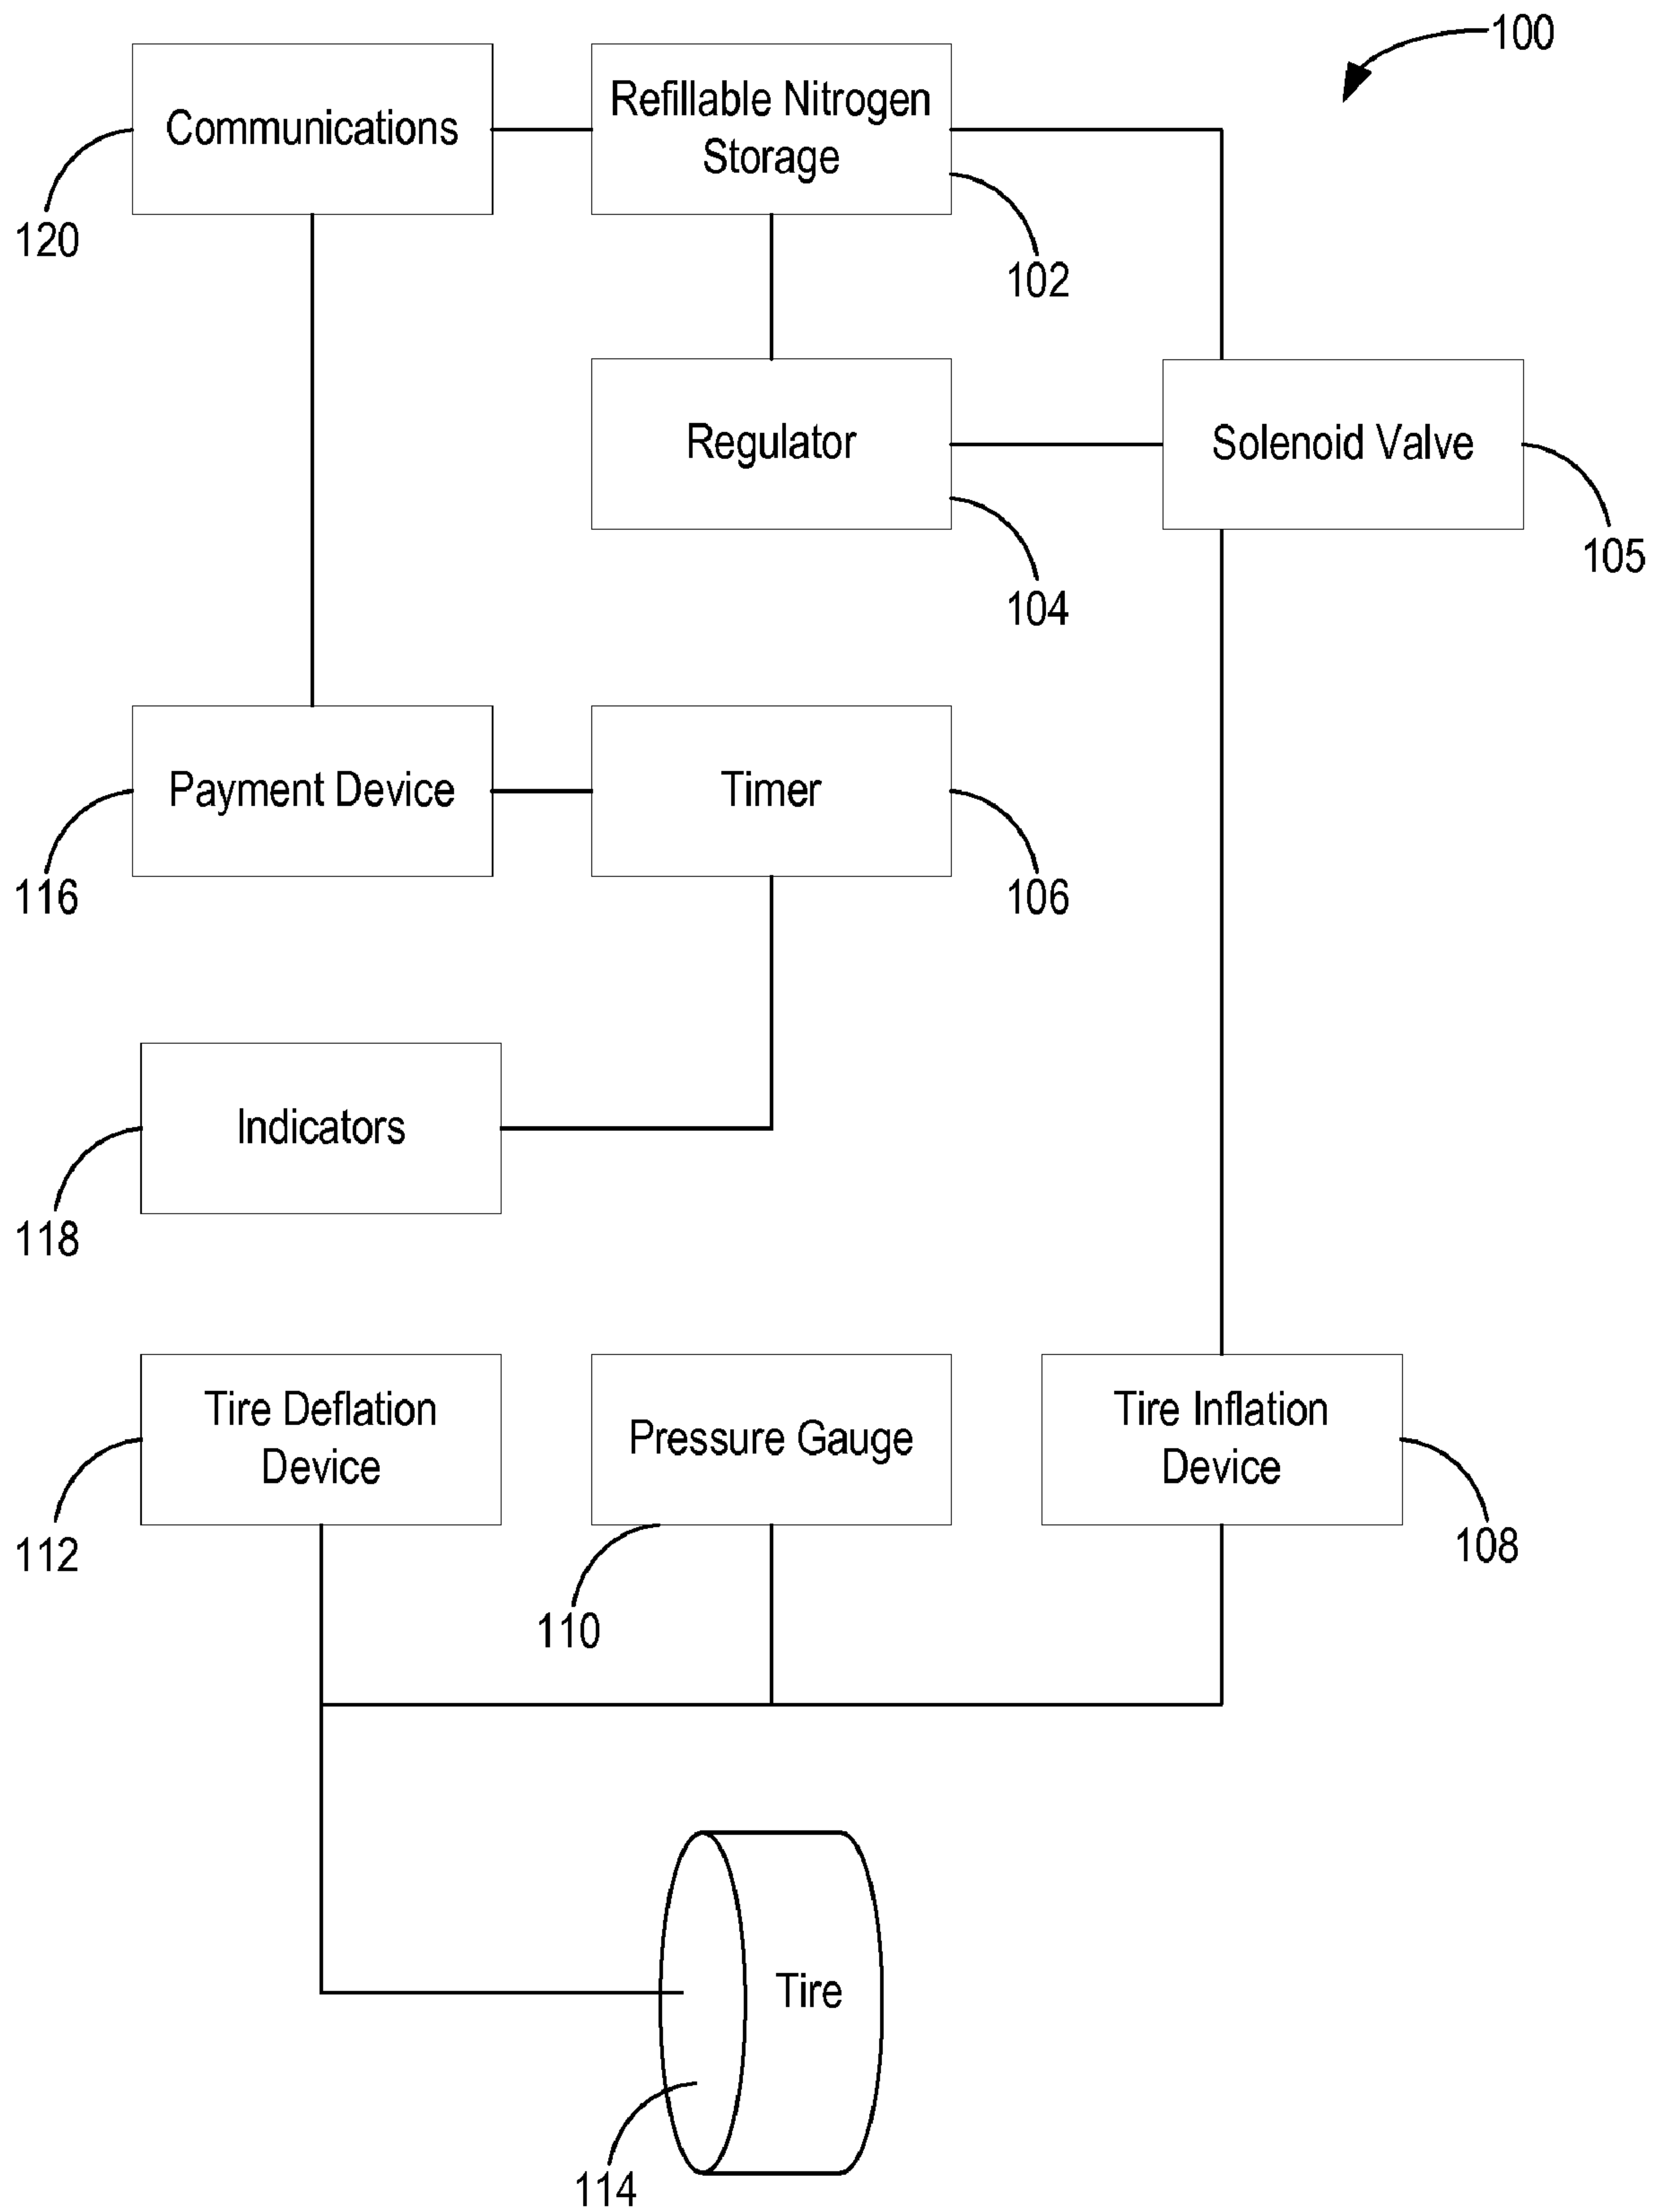 100
Communications
Refillable Nitrogen
Storage
120
102
Regulator
Solenoid Valve
105
104
Payment Device
Timer
116
106
Indicators
118
Tire Deflation
Device
Pressure Gauge
Tire Inflation
Device
112
108
110
Tire
114